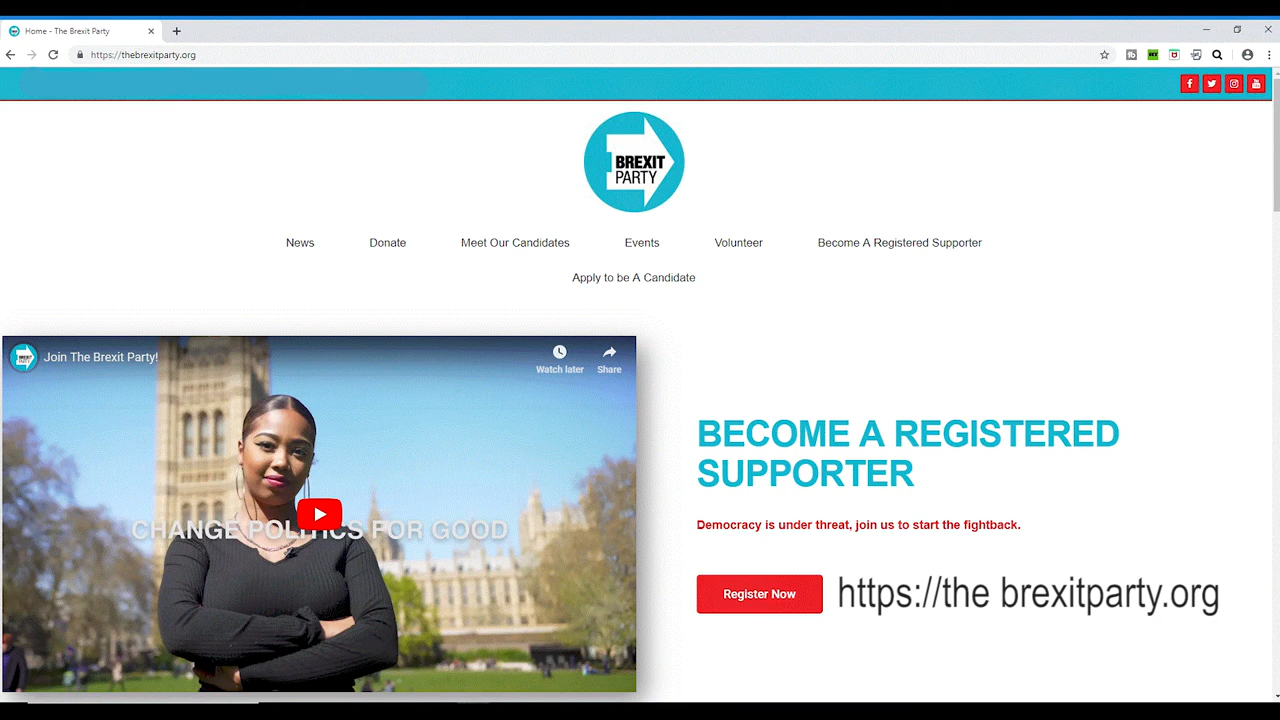 Home - The Brexit Party
https://thebrexitparty.org
BREXIT
PARTY
News Donate Meet Our Candidates Events Volunteer Become A Registered Supporter
Apply to be A Candidate
Join The Brexit Party!
Watch later Share
CHANGE POLITICS FOR GOOD
BECOME A REGISTERED
SUPPORTER
Democracy is under threat, join us to start the fightback.
Register Now https://the brexitparty.org